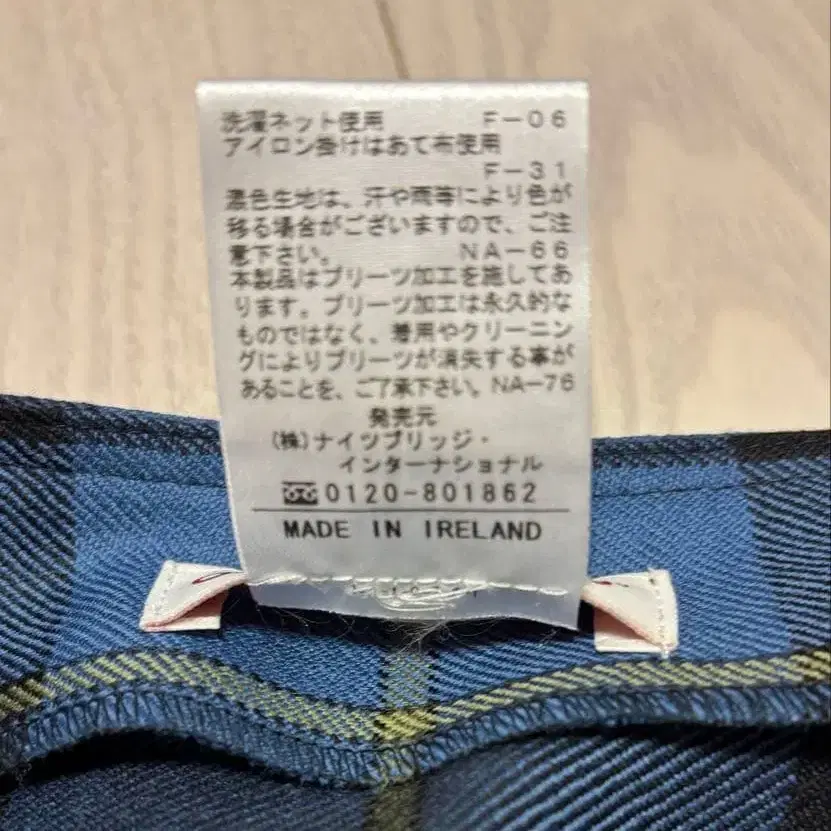 洗濯ネット使用 F-06
アイロン掛けはあて布使用
F-31
濃色生地は、汗や雨等により色が
移る場合がございますので、ご注
意下さい。 NA-66
本製品はプリーツ加工を施してあ
ります。プリーツ加工は永久的な
ものではなく、着用やクリーニン
グによりプリーツが消失する事が
あることを、ご了承下さい。NA-76
発売元
(株)ナイツブリッジ・
インターナショナル
0120-801862
MADE IN IRELAND